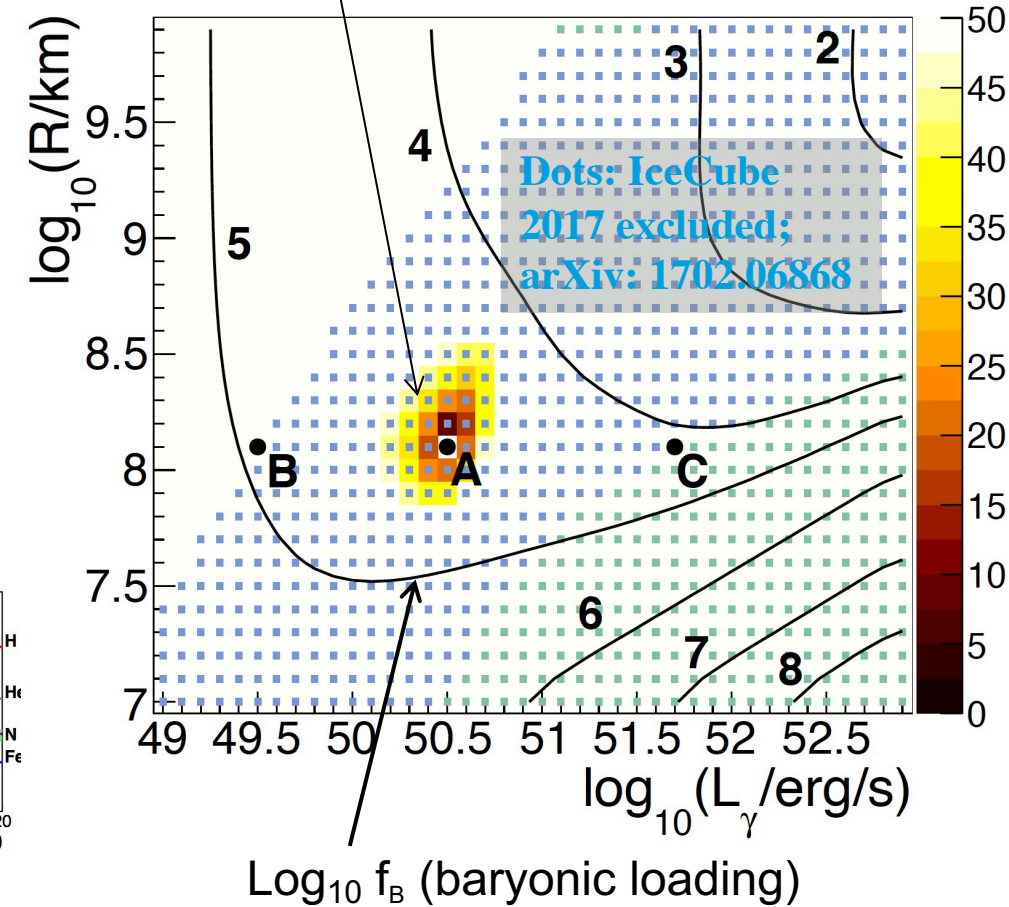 50
45
40
35
30
25
20
15
10
5
0
log10(R/km)
9.5
9
8.5
8
7.5
7
5
4
3
2
Dots: IceCube
2017 excluded;
arXiv: 1702.06868
B
A
C
6
7
8
49 49.5 50 50.5 51 51.5 52 52.5
log10(Lγ/erg/s)
Log10 fB (baryonic loading)
H
He
N
Fe
20
)